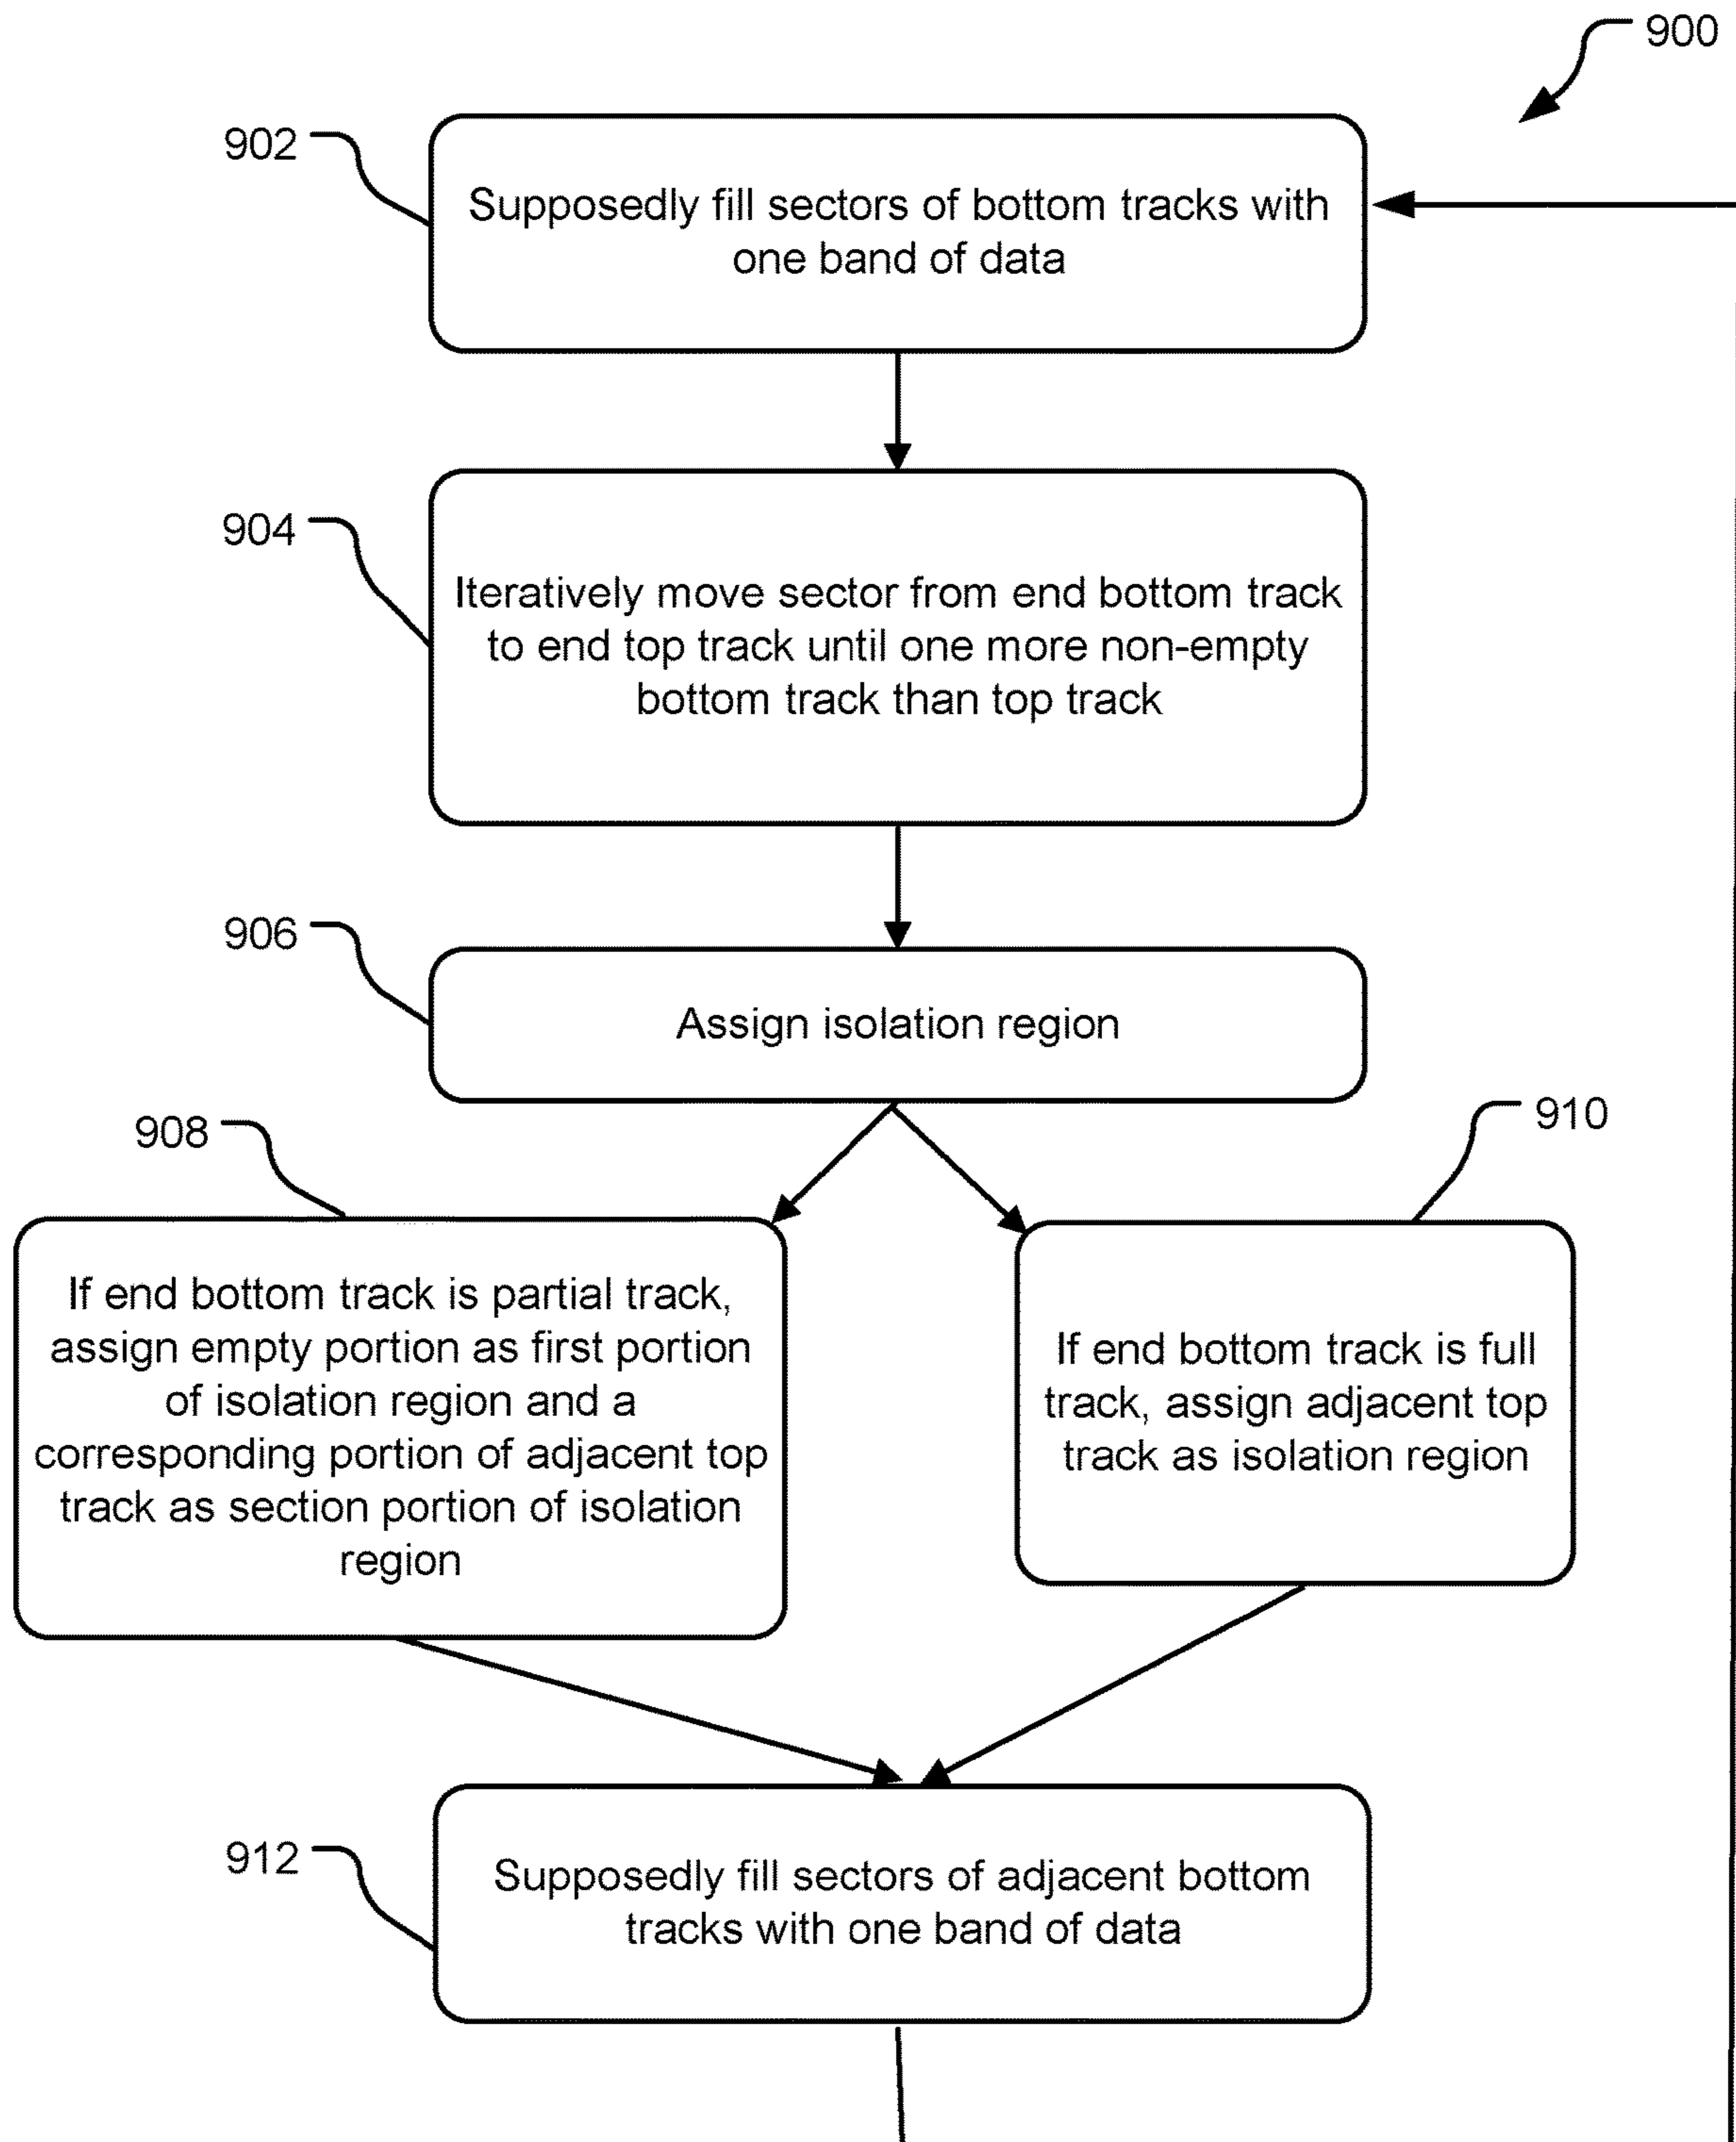 900
902
Supposedly fill sectors of bottom tracks with
one band of data
904
Iteratively move sector from end bottom track
to end top track until one more non-empty
bottom track than top track
906
Assign isolation region
908
910
If end bottom track is partial track,
assign empty portion as first portion
of isolation region and a
corresponding portion of adjacent top
track as section portion of isolation
region
If end bottom track is full
track, assign adjacent top
track as isolation region
912
Supposedly fill sectors of adjacent bottom
tracks with one band of data